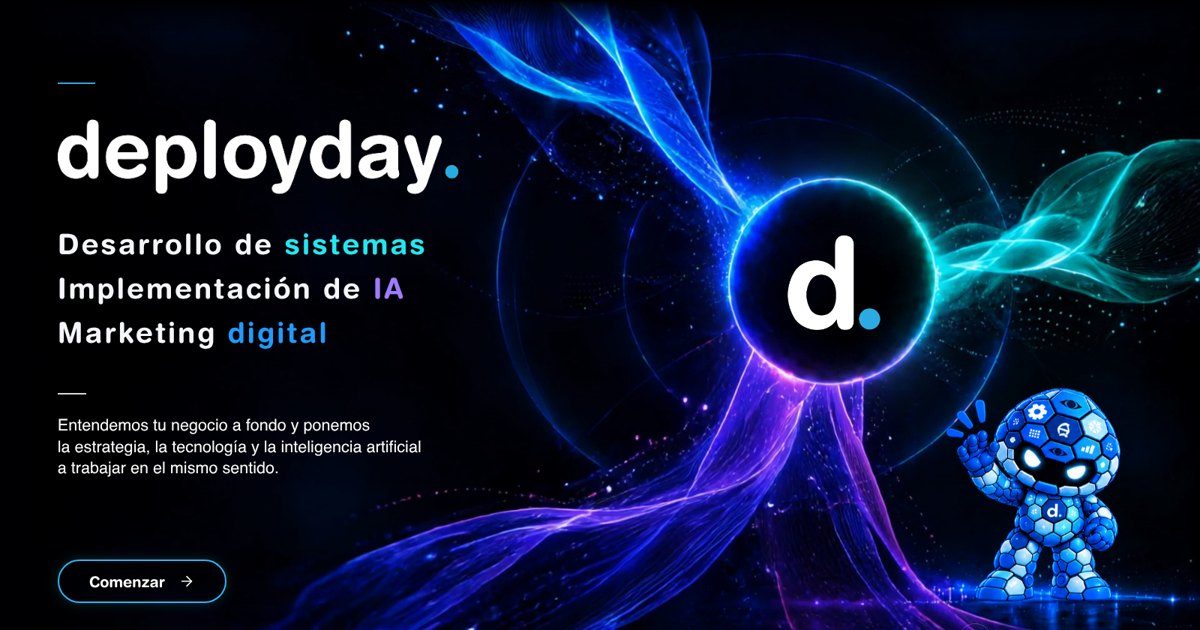 deployday.
Desarrollo de sistemas
Implementación de IA
Marketing digital
Entendemos tu negocio a fondo y ponemos
la estrategia, la tecnología y la inteligencia artificial
a trabajar en el mismo sentido.
Comenzar →
d.
d.